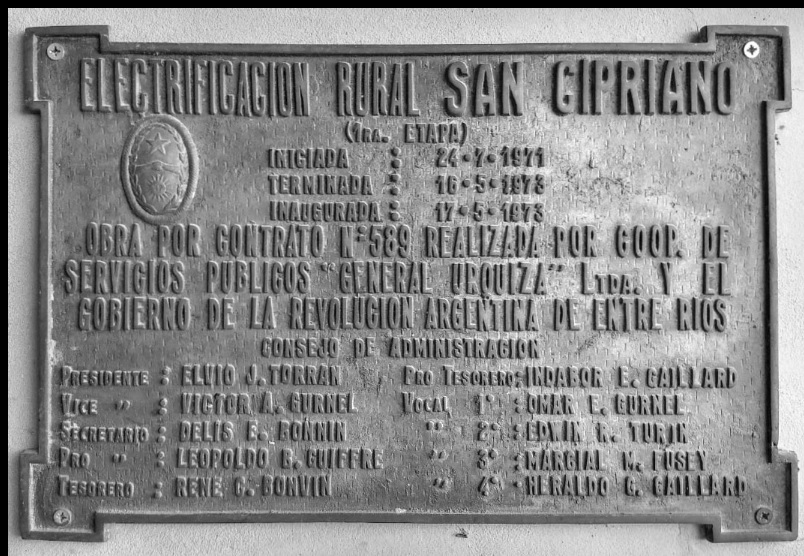 ELECTRIFICACION RURAL SAN CIPRIANO
(1RA. ETAPA)
INICIADA : 24-7-1971
TERMINADA : 16-5-1973
INAUGURADA : 17-5-1973
OBRA POR CONTRATO Nº 589 REALIZADA POR COOP. DE
SERVICIOS PUBLICOS "GENERAL URQUIZA" LTDA. Y EL
GOBIERNO DE LA REVOLUCION ARGENTINA DE ENTRE RIOS
CONSEJO DE ADMINISTRACION
PRESIDENTE : ELVIO J. TORRAN PRO TESORERO: INDABOR E. GAILLARD
VICE " : VICTOR A. GURNEL VOCAL 1º : OMAR E. GURNEL
SECRETARIO : DELIS E. BONNIN " 2º : EDWIN R. TURIN
PRO " : LEOPOLDO B. GUIFFRE " 3º : MARCIAL M. FUSEY
TESORERO : RENE C. BONVIN " 4º : HERALDO G. GAILLARD